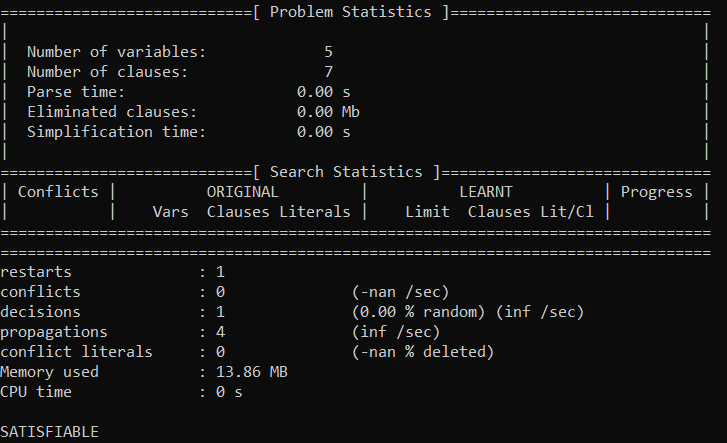 ============================[ Problem Statistics ]=============================
|                                                                             |
|  Number of variables:             5                                         |
|  Number of clauses:               7                                         |
|  Parse time:                   0.00 s                                       |
|  Eliminated clauses:           0.00 Mb                                      |
|  Simplification time:          0.00 s                                       |
|                                                                             |
============================[ Search Statistics ]==============================
| Conflicts |          ORIGINAL         |          LEARNT          | Progress |
|           |    Vars  Clauses Literals |    Limit  Clauses Lit/Cl |          |
===============================================================================
===============================================================================
restarts              : 1
conflicts             : 0              (-nan /sec)
decisions             : 1              (0.00 % random) (inf /sec)
propagations          : 4              (inf /sec)
conflict literals     : 0              (-nan % deleted)
Memory used           : 13.86 MB
CPU time              : 0 s

SATISFIABLE